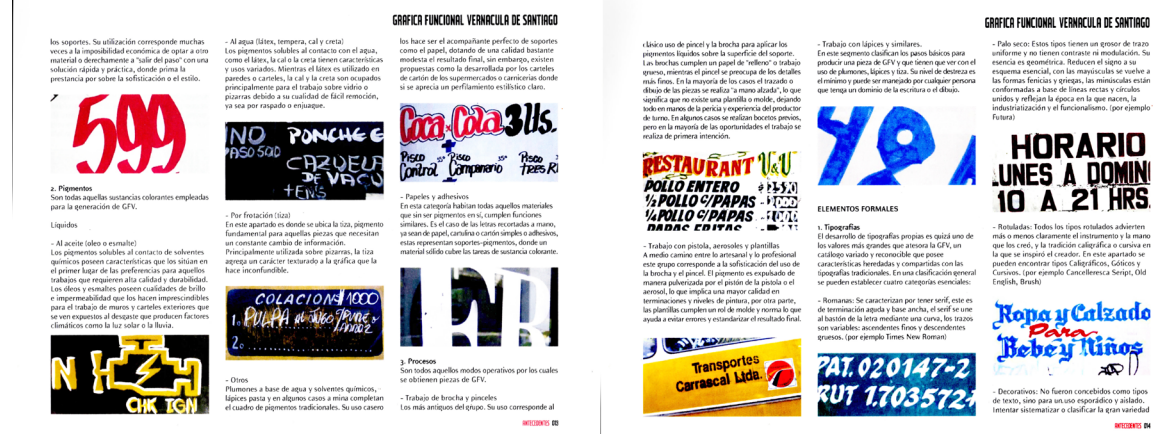 GRAFICA FUNCIONAL VERNACULA DE SANTIAGO
los soportes. Su utilización corresponde muchas
veces a la imposibilidad económica de optar a otro
material o derechamente a "salir del paso" con una
solución rápida y práctica, donde prima la
prestancia por sobre la sofisticación o el estilo.
599
2. Pigmentos
Son todas aquellas sustancias colorantes empleadas
para la generación de GFV.
Líquidos
- Al aceite (oleo o esmalte)
Los pigmentos solubles al contacto de solventes
químicos poseen características que los sitúan en
el primer lugar de las preferencias para aquellos
trabajos que requieren alta calidad y durabilidad.
Los óleos y esmaltes poseen cualidades de brillo
e impermeabilidad que los hacen imprescindibles
para el trabajo de muros y carteles exteriores que
se ven expuestos al desgaste que producen factores
climáticos como la luz solar o la lluvia.
N
CHK IGN
- Al agua (látex, tempera, cal y creta)
Los pigmentos solubles al contacto con el agua,
como el látex, la cal o la creta tienen características
y usos variados. Mientras el látex es utilizado en
paredes o carteles, la cal y la creta son ocupados
principalmente para el trabajo sobre vidrio o
pizarras debido a su cualidad de fácil remoción,
ya sea por raspado o enjuague.
NO
PASO SOLO
PONCHE E
CAZUELA
DE VACU
+ ENS
- Por frotación (tiza)
En este apartado es donde se ubica la tiza, pigmento
fundamental para aquellas piezas que necesitan
un constante cambio de información.
Principalmente utilizada sobre pizarras, la tiza
agrega un carácter texturado a la gráfica que la
hace inconfundible.
COLACION $1000
1. PULPA AL JUGO / PURE O
2.
- Otros
Plumones a base de agua y solventes químicos,
lápices pasta y en algunos casos a mina completan
el cuadro de pigmentos tradicionales. Su uso casero
los hace ser el acompañante perfecto de soportes
como el papel, dotando de una calidad bastante
modesta el resultado final, sin embargo, existen
propuestas como la desarrollada por los carteles
de cartón de los supermercados o carnicerías donde
si se aprecia un perfilamiento estilístico claro.
Coca Cola 3Lts.
+
Pisco Control 35° Pisco Campanario 35° Pisco TRES R
- Papeles y adhesivos
En esta categoría habitan todas aquellos materiales
que sin ser pigmentos en sí, cumplen funciones
similares. Es el caso de las letras recortadas a mano,
ya sean de papel, cartulina o cartón simples o adhesivos,
estas representan soportes-pigmentos, donde un
material sólido cube las tareas de sustancia colorante.
ER
3. Procesos
Son todos aquellos modos operativos por los cuales
se obtienen piezas de GFV.
- Trabajo de brocha y pinceles
Los más antiguos del grupo. Su uso corresponde al
ANTECEDENTES 013
GRAFICA FUNCIONAL VERNACULA DE SANTIAGO
clásico uso de pincel y la brocha para aplicar los
pigmentos líquidos sobre la superficie del soporte.
Las brochas cumplen un papel de "relleno" o trabajo
grueso, mientras el pincel se preocupa de los detalles
más finos. En la mayoría de los casos el trazado o
dibujo de las piezas se realiza "a mano alzada", lo que
significa que no existe una plantilla o molde, dejando
todo en manos de la pericia y experiencia del productor
de turno. En algunos casos se realizan bocetos previos,
pero en la mayoría de las oportunidades el trabajo se
realiza de primera intención.
RESTAURANT V&V
POLLO ENTERO $2500
½ POLLO C/PAPAS
¼ POLLO C/PAPAS 1000
PAPAS FRITAS
- Trabajo con pistola, aerosoles y plantillas
A medio camino entre lo artesanal y lo profesional
este grupo corresponde a la sofisticación del uso de
la brocha y el pincel. El pigmento es expulsado de
manera pulverizada por el pistón de la pistola o el
aerosol, lo que implica una mayor calidad en
terminaciones y niveles de pintura, por otra parte,
las plantillas cumplen un rol de molde y norma lo que
ayuda a evitar errores y estandarizar el resultado final.
Transportes
Carrascal Ltda.
- Trabajo con lápices y similares.
En este segmento clasifican los pasos básicos para
producir una pieza de GFV y que tienen que ver con el
uso de plumones, lápices y tiza. Su nivel de destreza es
el mínimo y puede ser manejado por cualquier persona
que tenga un dominio de la escritura o el dibujo.
ELEMENTOS FORMALES
1. Tipografías
El desarrollo de tipografías propias es quizá uno de
los valores más grandes que atesora la GFV, un
catálogo variado y reconocible que posee
características heredadas y compartidas con las
tipografías tradicionales. En una clasificación general
se pueden establecer cuatro categorías esenciales:
- Romanas: Se caracterizan por tener serif, este es
de terminación aguda y base ancha, el serif se une
al bastón de la letra mediante una curva, los trazos
son variables: ascendentes finos y descendentes
gruesos. (por ejemplo Times New Roman)
PAT. 020147-2
RUT 1.703572
- Palo seco: Estos tipos tienen un grosor de trazo
uniforme y no tienen contraste ni modulación. Su
esencia es geométrica. Reducen el signo a su
esquema esencial, con las mayúsculas se vuelve a
las formas fenicias y griegas, las minúsculas están
conformadas a base de líneas rectas y círculos
unidos y reflejan la época en la que nacen, la
industriatización y el funcionalismo. (por ejemplo
Futura)
HORARIO
LUNES A DOMIN
10 A 21 HRS.
- Rotuladas: Todos los tipos rotulados advierten
más o menos claramente el instrumento y la mano
que los creó, y la tradición caligráfica o cursiva en
la que se inspiró el creador. En este apartado se
pueden encontrar tipos Caligráficos, Góticos y
Cursivos. (por ejemplo Cancelleresca Script, Old
English, Brush)
Ropa y Calzado
Para
Bebe y Niños
- Decorativos: No fueron concebidos como tipos
de texto, sino para un uso esporádico y aislado.
Intentar sistematizar o clasificar la gran variedad
ANTECEDENTES 014